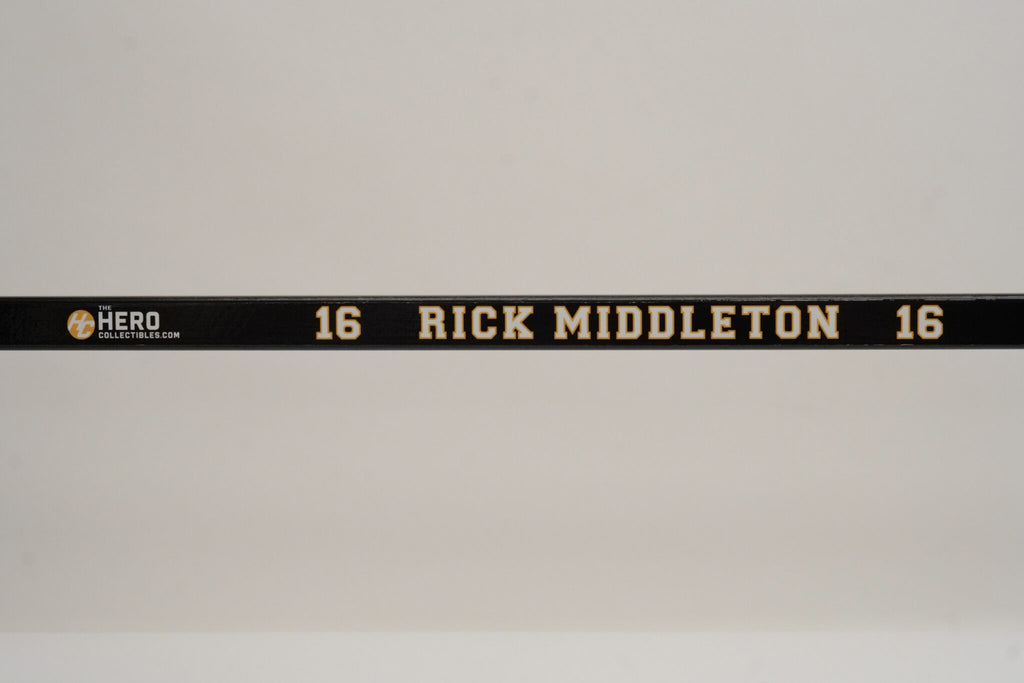 THE
HERO
COLLECTIBLES.COM
16 RICK MIDDLETON 16